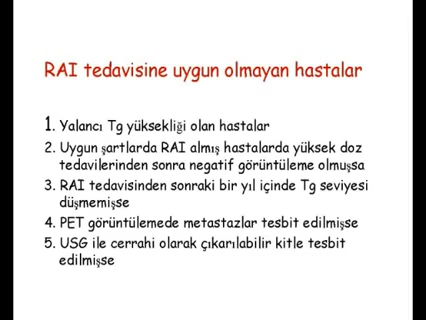 RAI tedavisine uygun olmayan hastalar
1. Yalancı Tg yüksekliği olan hastalar
2. Uygun şartlarda RAI almış hastalarda yüksek doz
tedavilerinden sonra negatif görüntüleme olmuşsa
3. RAI tedavisinden sonraki bir yıl içinde Tg seviyesi
düşmemişse
4. PET görüntülemede metastazlar tesbit edilmişse
5. USG ile cerrahi olarak çıkarılabilir kitle tesbit
edilmişse